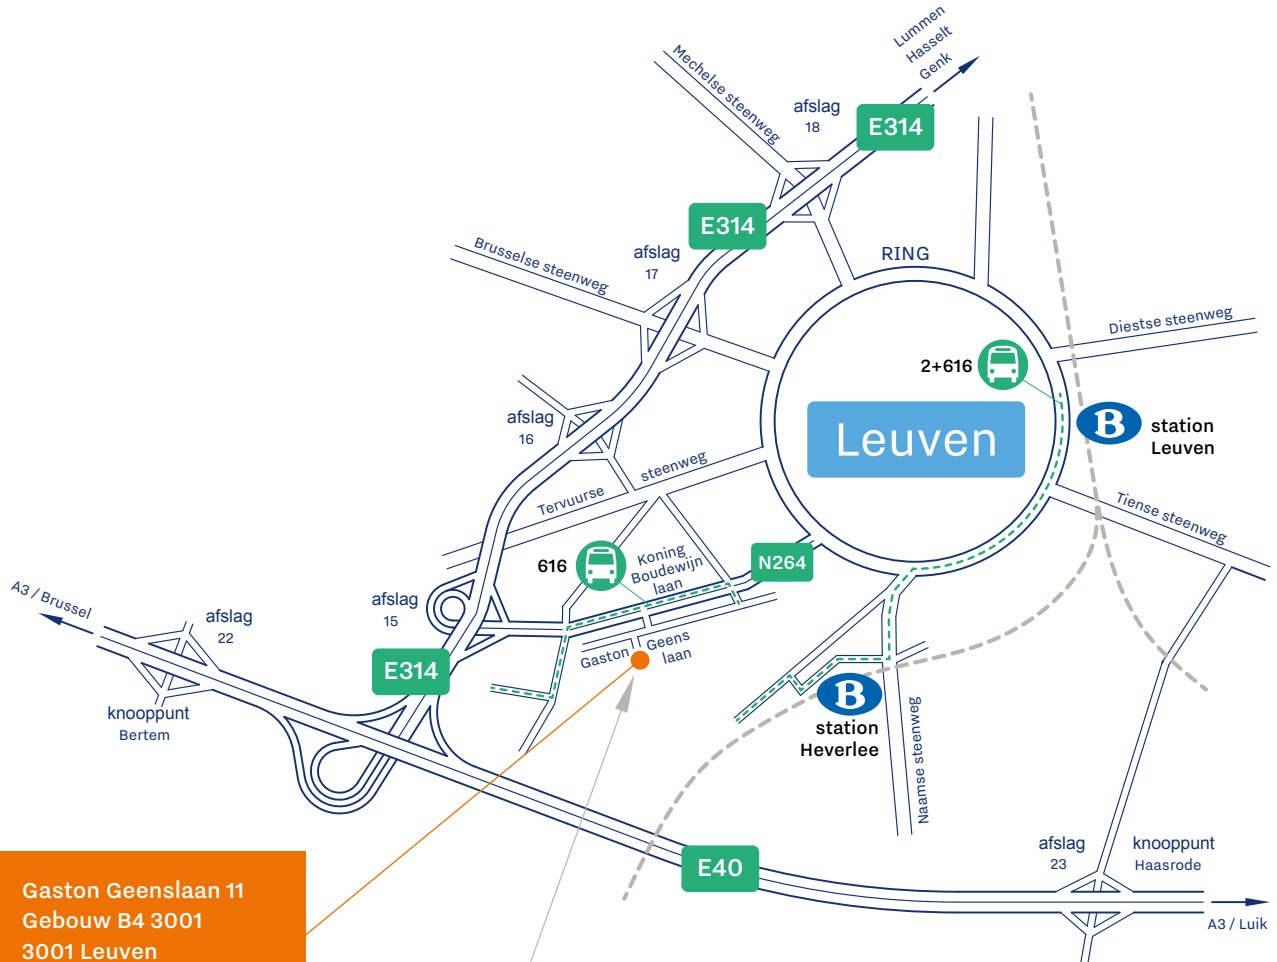 Lummen
Hasselt
Genk
Mechelse steenweg
afslag
18
E314
E314
afslag
17
Brusselse steenweg
RING
Diestse steenweg
2+616
B
station
Leuven
Leuven
afslag
16
steenweg
Tervuurse
Tiense steenweg
616
Koning
Boudewijn
laan
N264
A3 / Brussel
afslag
22
afslag
15
E314
Gaston
Geens
laan
B
station
Heverlee
knooppunt
Bertem
Naamse steenweg
E40
afslag
23
knooppunt
Haasrode
A3 / Luik
Gaston Geenslaan 11
Gebouw B4 3001
3001 Leuven